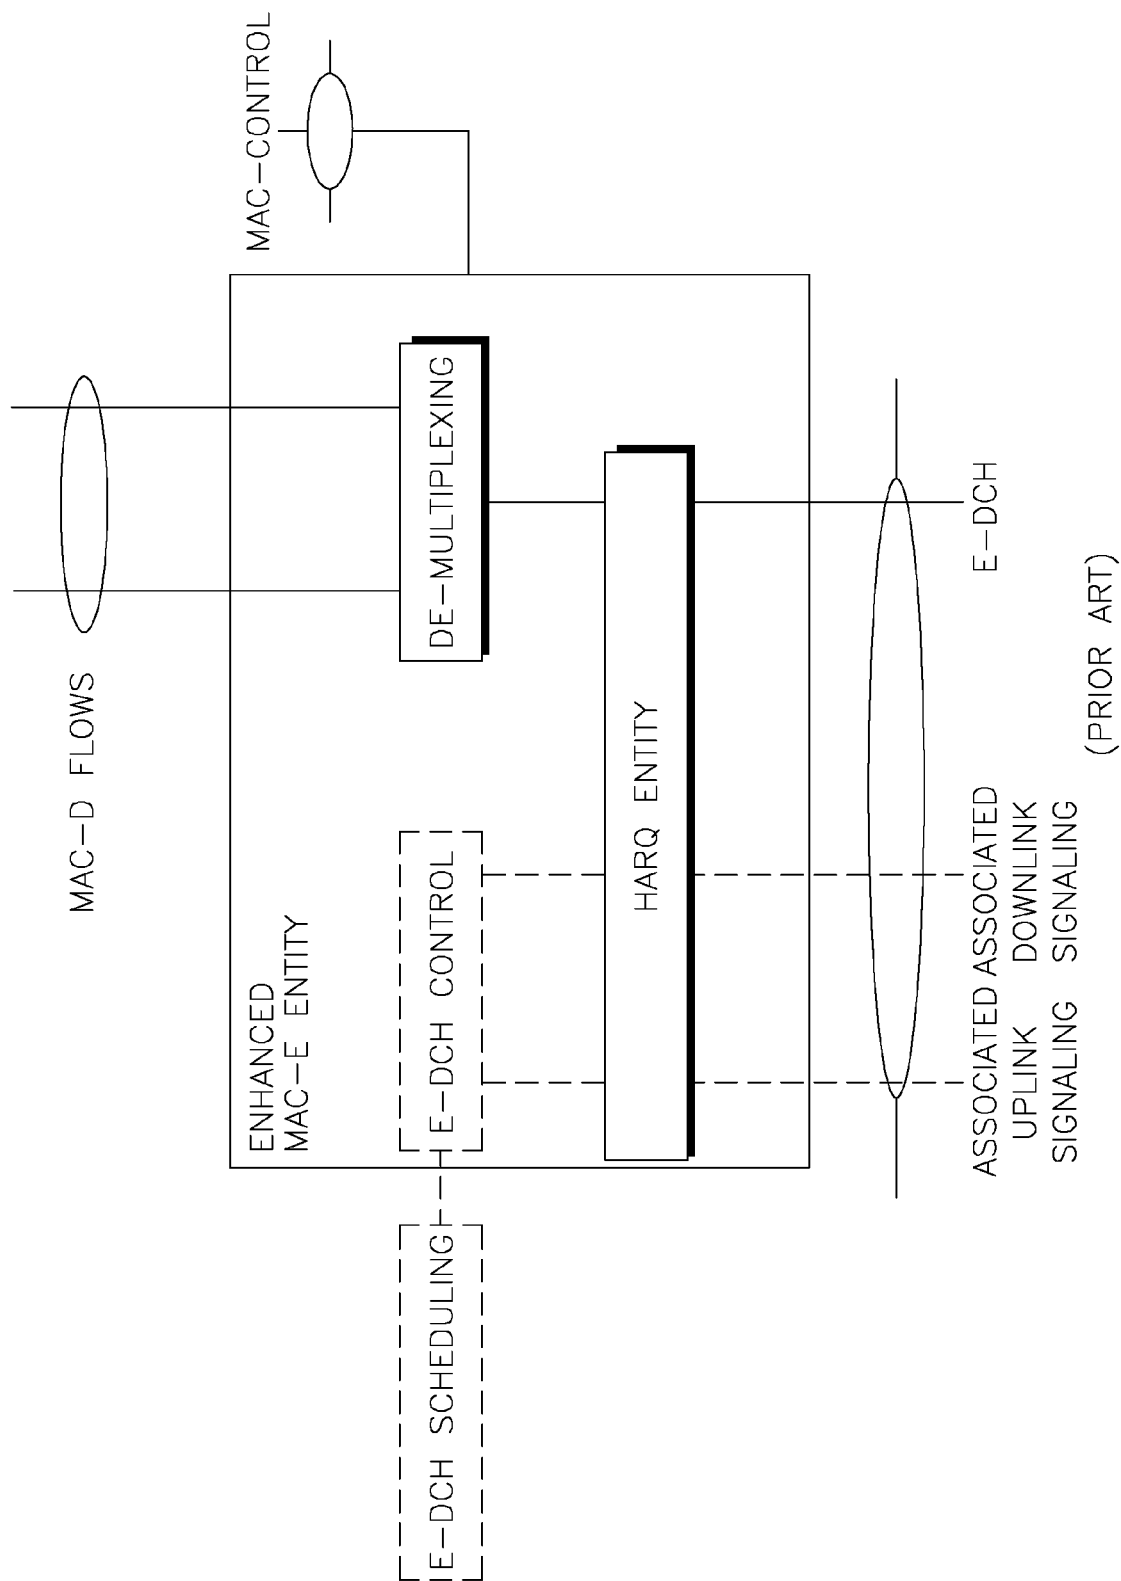 MAC-D FLOWS
MAC-CONTROL
ENHANCED
MAC-E ENTITY
E-DCH SCHEDULING
E-DCH CONTROL
DE-MULTIPLEXING
HARQ ENTITY
ASSOCIATED
UPLINK
SIGNALING
ASSOCIATED
DOWNLINK
SIGNALING
E-DCH
(PRIOR ART)